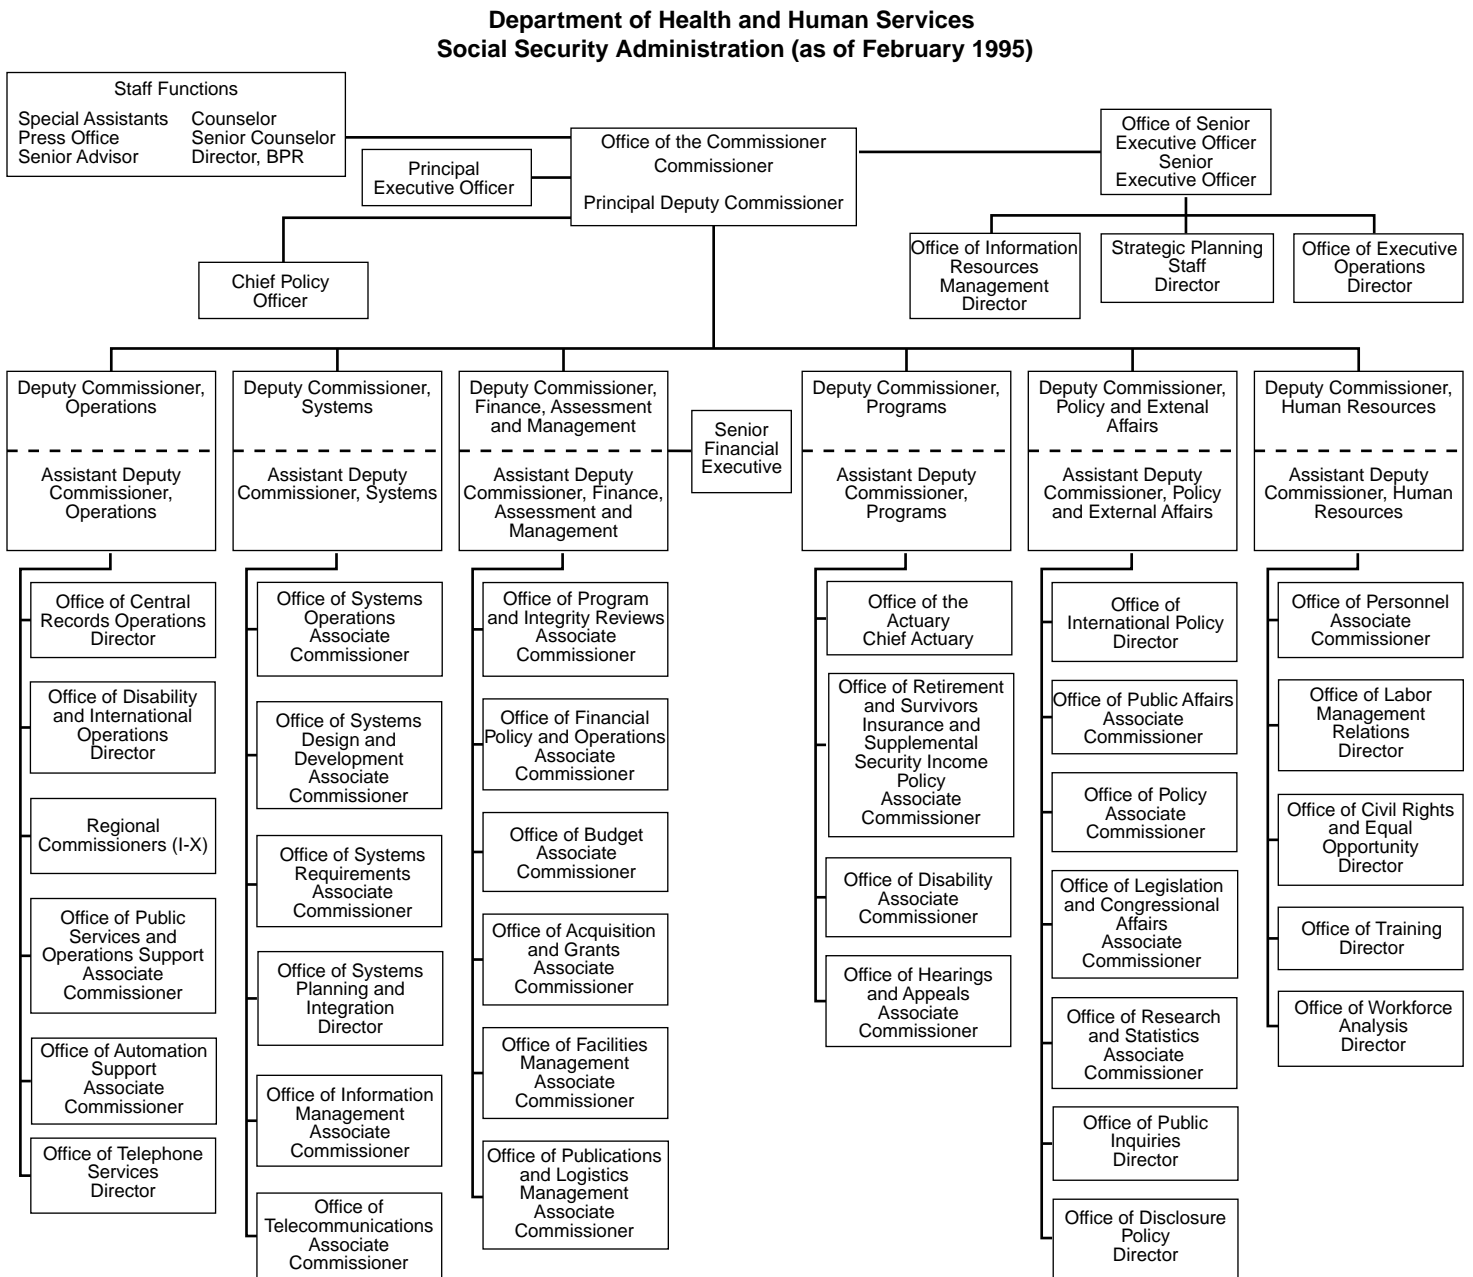 Department of Health and Human Services
Social Security Administration (as of February 1995)
Staff Functions
Special Assistants
Press Office
Senior Advisor
Counselor
Senior Counselor
Director, BPR
Principal
Executive Officer
Office of the Commissioner
Commissioner
Principal Deputy Commissioner
Office of Senior
Executive Officer
Senior
Executive Officer
Chief Policy
Officer
Office of Information
Resources
Management
Director
Strategic Planning
Staff
Director
Office of Executive
Operations
Director
Deputy Commissioner,
Operations
Assistant Deputy
Commissioner,
Operations
Deputy Commissioner,
Systems
Assistant Deputy
Commissioner, Systems
Deputy Commissioner,
Finance, Assessment
and Management
Assistant Deputy
Commissioner, Finance,
Assessment and
Management
Senior
Financial
Executive
Deputy Commissioner,
Programs
Assistant Deputy
Commissioner,
Programs
Deputy Commissioner,
Policy and Extenal
Affairs
Assistant Deputy
Commissioner, Policy
and External Affairs
Deputy Commissioner,
Human Resources
Assistant Deputy
Commissioner, Human
Resources
Office of Central
Records Operations
Director
Office of Disability
and International
Operations
Director
Regional
Commissioners (I-X)
Office of Public
Services and
Operations Support
Associate
Commissioner
Office of Automation
Support
Associate
Commissioner
Office of Telephone
Services
Director
Office of Systems
Operations
Associate
Commissioner
Office of Systems
Design and
Development
Associate
Commissioner
Office of Systems
Requirements
Associate
Commissioner
Office of Systems
Planning and
Integration
Director
Office of Information
Management
Associate
Commissioner
Office of
Telecommunications
Associate
Commissioner
Office of Program
and Integrity Reviews
Associate
Commissioner
Office of Financial
Policy and Operations
Associate
Commissioner
Office of Budget
Associate
Commissioner
Office of Acquisition
and Grants
Associate
Commissioner
Office of Facilities
Management
Associate
Commissioner
Office of Publications
and Logistics
Management
Associate
Commissioner
Office of the
Actuary
Chief Actuary
Office of Retirement
and Survivors
Insurance and
Supplemental
Security Income
Policy
Associate
Commissioner
Office of Disability
Associate
Commissioner
Office of Hearings
and Appeals
Associate
Commissioner
Office of
International Policy
Director
Office of Public Affairs
Associate
Commissioner
Office of Policy
Associate
Commissioner
Office of Legislation
and Congressional
Affairs
Associate
Commissioner
Office of Research
and Statistics
Associate
Commissioner
Office of Public
Inquiries
Director
Office of Disclosure
Policy
Director
Office of Personnel
Associate
Commissioner
Office of Labor
Management
Relations
Director
Office of Civil Rights
and Equal
Opportunity
Director
Office of Training
Director
Office of Workforce
Analysis
Director